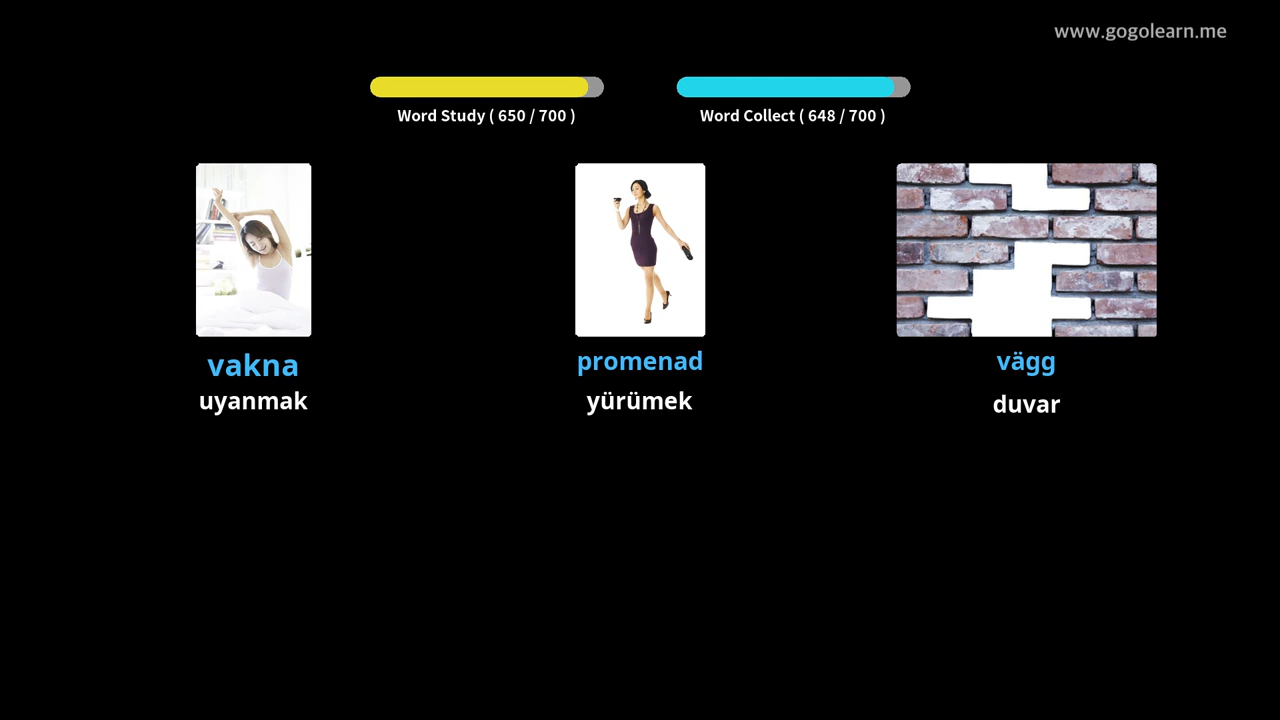 www.gogolearn.me
Word Study ( 650 / 700 )
Word Collect ( 648 / 700 )
vakna
uyanmak
promenad
yürümek
vägg
duvar